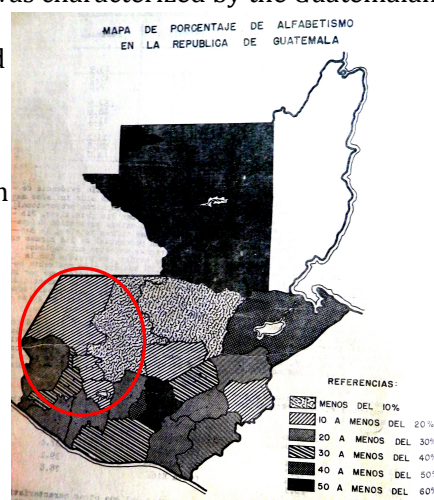 was characterized by the Guatemalan
MAPA DE PORCENTAJE DE ALFABETISMO
EN LA REPUBLICA DE GUATEMALA
REFERENCIAS:
MENOS DEL 10%
10 A MENOS DEL 20%
20 A MENOS DEL 30%
30 A MENOS DEL 40%
40 A MENOS DEL 50%
50 A MENOS DEL 60%